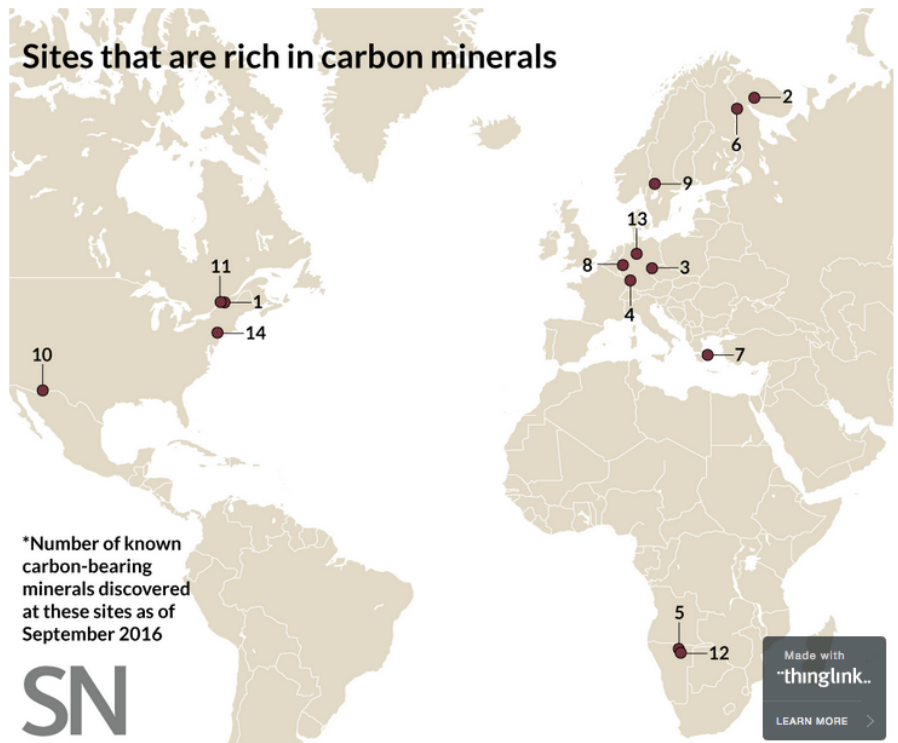 Sites that are rich in carbon minerals
2
6
9
13
8
3
4
11
1
14
7
10
*Number of known
carbon-bearing
minerals discovered
at these sites as of
September 2016
5
12
SN
Made with
¨thinglink..
LEARN MORE